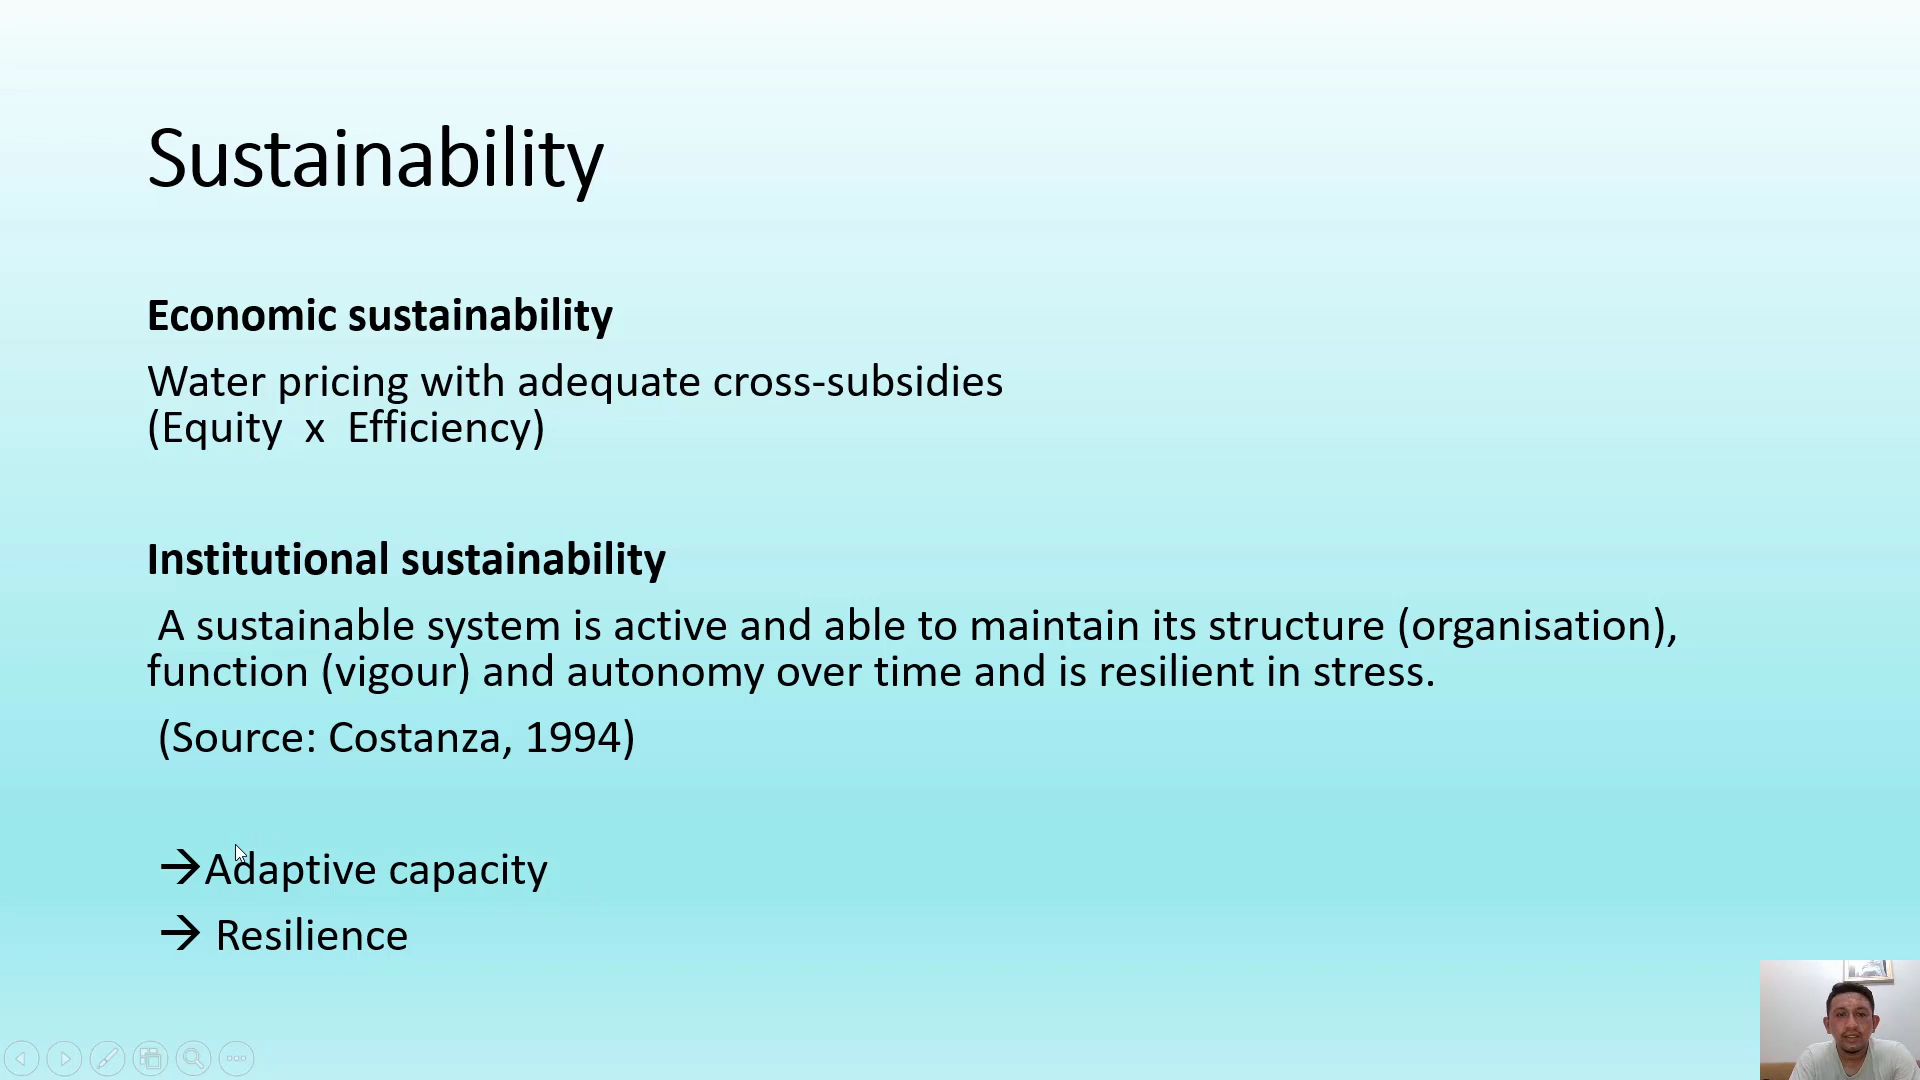 Sustainability
Economic sustainability
Water pricing with adequate cross-subsidies
(Equity x Efficiency)
Institutional sustainability
A sustainable system is active and able to maintain its structure (organisation),
function (vigour) and autonomy over time and is resilient in stress.
(Source: Costanza, 1994)
→Adaptive capacity
→ Resilience